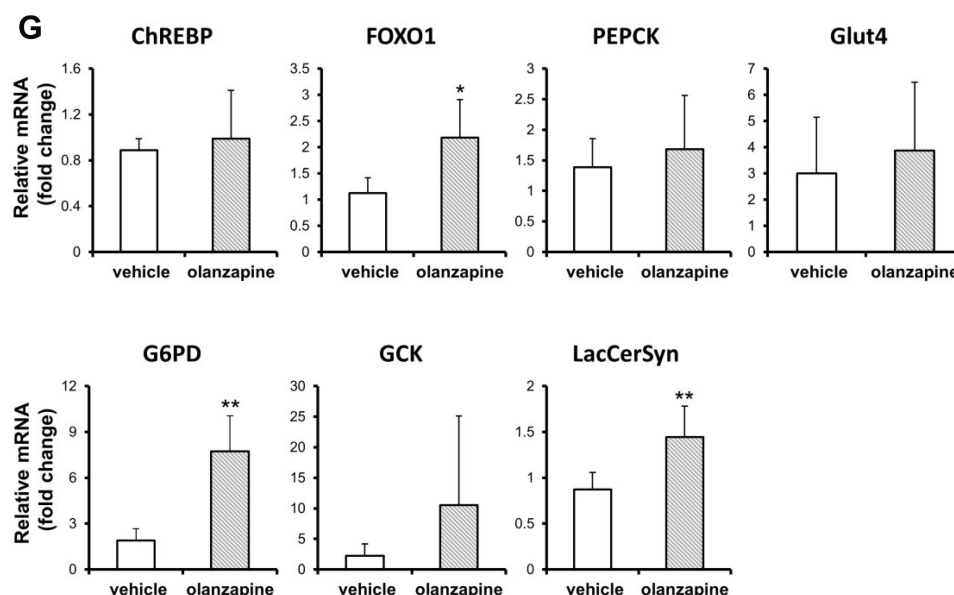 G
ChREBP FOXO1 PEPCK Glut4
Relative mRNA
(fold change)
1.6 3.5 3 7
3 2.5 6
1.2 2.5 * 2 5
2 4
0.8 1.5 1.5 3
1 1 2
0.4 0.5 0.5 1
0 0 0 0
vehicle olanzapine vehicle olanzapine vehicle olanzapine vehicle olanzapine
G6PD GCK LacCerSyn
Relative mRNA
(fold change)
12 30 2
** 25 **
9 20 1.5
6 15 1
3 10 0.5
5
0 0 0
vehicle olanzapine vehicle olanzapine vehicle olanzapine